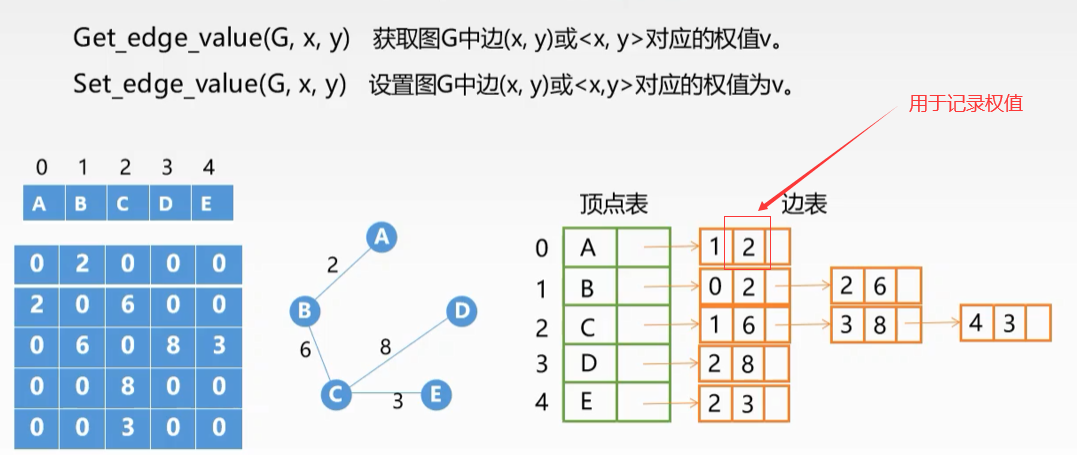 Get_edge_value(G, x, y) 获取图G中边(x, y)或<x, y>对应的权值v。
Set_edge_value(G, x, y) 设置图G中边(x, y)或<x,y>对应的权值为v。
用于记录权值
0 1 2 3 4
A B C D E
0 2 0 0 0
2 0 6 0 0
0 6 0 8 3
0 0 8 0 0
0 0 3 0 0
A
2
B
D
6
8
C
3
E
顶点表 边表
0 A 1 2
1 B 0 2 2 6
2 C 1 6 3 8 4 3
3 D 2 8
4 E 2 3